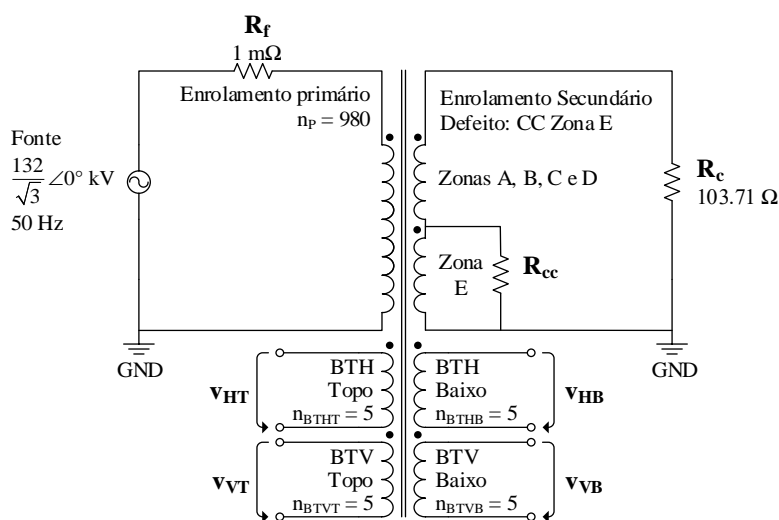 R_f
1 mΩ
Enrolamento primário
n_P = 980
Fonte
132/√3 ∠0° kV
50 Hz
GND
Enrolamento Secundário
Defeito: CC Zona E
Zonas A, B, C e D
Zona
E
R_cc
R_c
103.71 Ω
GND
v_HT
BTH
Topo
n_BTHT = 5
BTH
Baixo
n_BTHB = 5
v_HB
v_VT
BTV
Topo
n_BTVT = 5
BTV
Baixo
n_BTVB = 5
v_VB